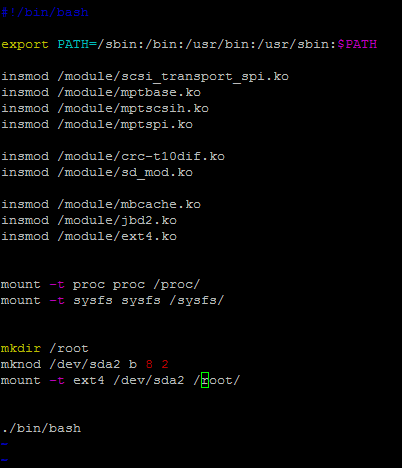 #!/bin/bash
export PATH=/sbin:/bin:/usr/bin:/usr/sbin:$PATH
insmod /module/scsi_transport_spi.ko
insmod /module/mptbase.ko
insmod /module/mptscsih.ko
insmod /module/mptspi.ko
insmod /module/crc-t10dif.ko
insmod /module/sd_mod.ko
insmod /module/mbcache.ko
insmod /module/jbd2.ko
insmod /module/ext4.ko
mount -t proc proc /proc/
mount -t sysfs sysfs /sysfs/
mkdir /root
mknod /dev/sda2 b 8 2
mount -t ext4 /dev/sda2 /root/
./bin/bash
~
~